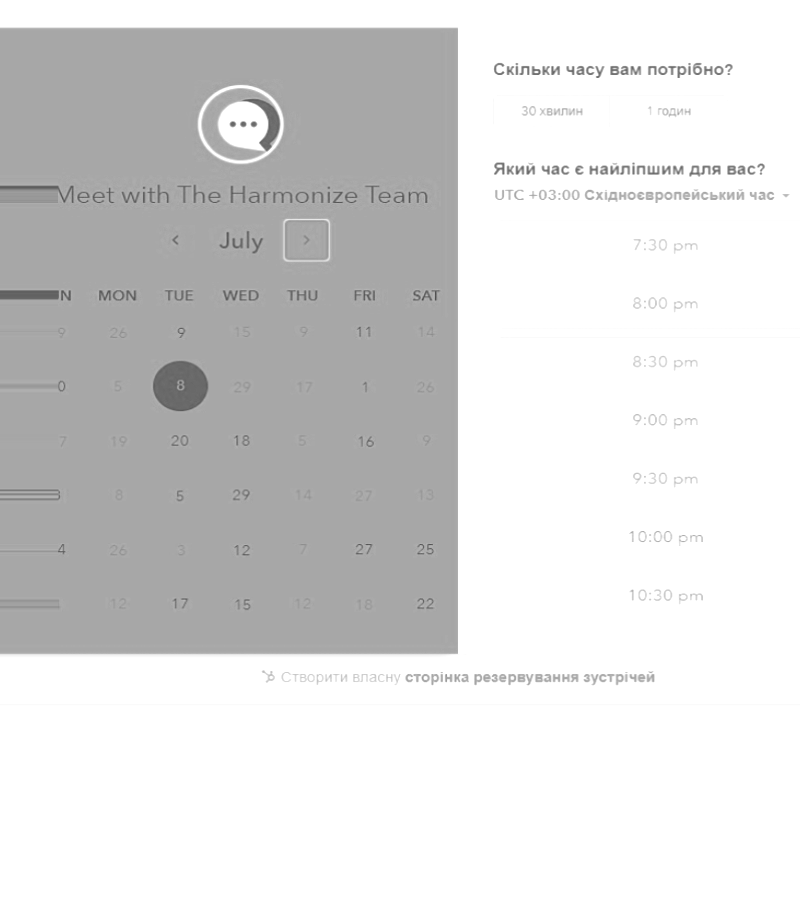 Meet with The Harmonize Team
July
N MON TUE WED THU FRI SAT
9 26 9 15 9 11 14
0 5 8 29 17 1 26
7 19 20 18 5 16 9
8 5 29 14 27 13
4 26 3 12 7 27 25
12 17 15 12 18 22
Скільки часу вам потрібно?
30 хвилин 1 годин
Який час є найліпшим для вас?
UTC +03:00 Східноєвропейський час
7:30 pm
8:00 pm
8:30 pm
9:00 pm
9:30 pm
10:00 pm
10:30 pm
Створити власну сторінка резервування зустрічей